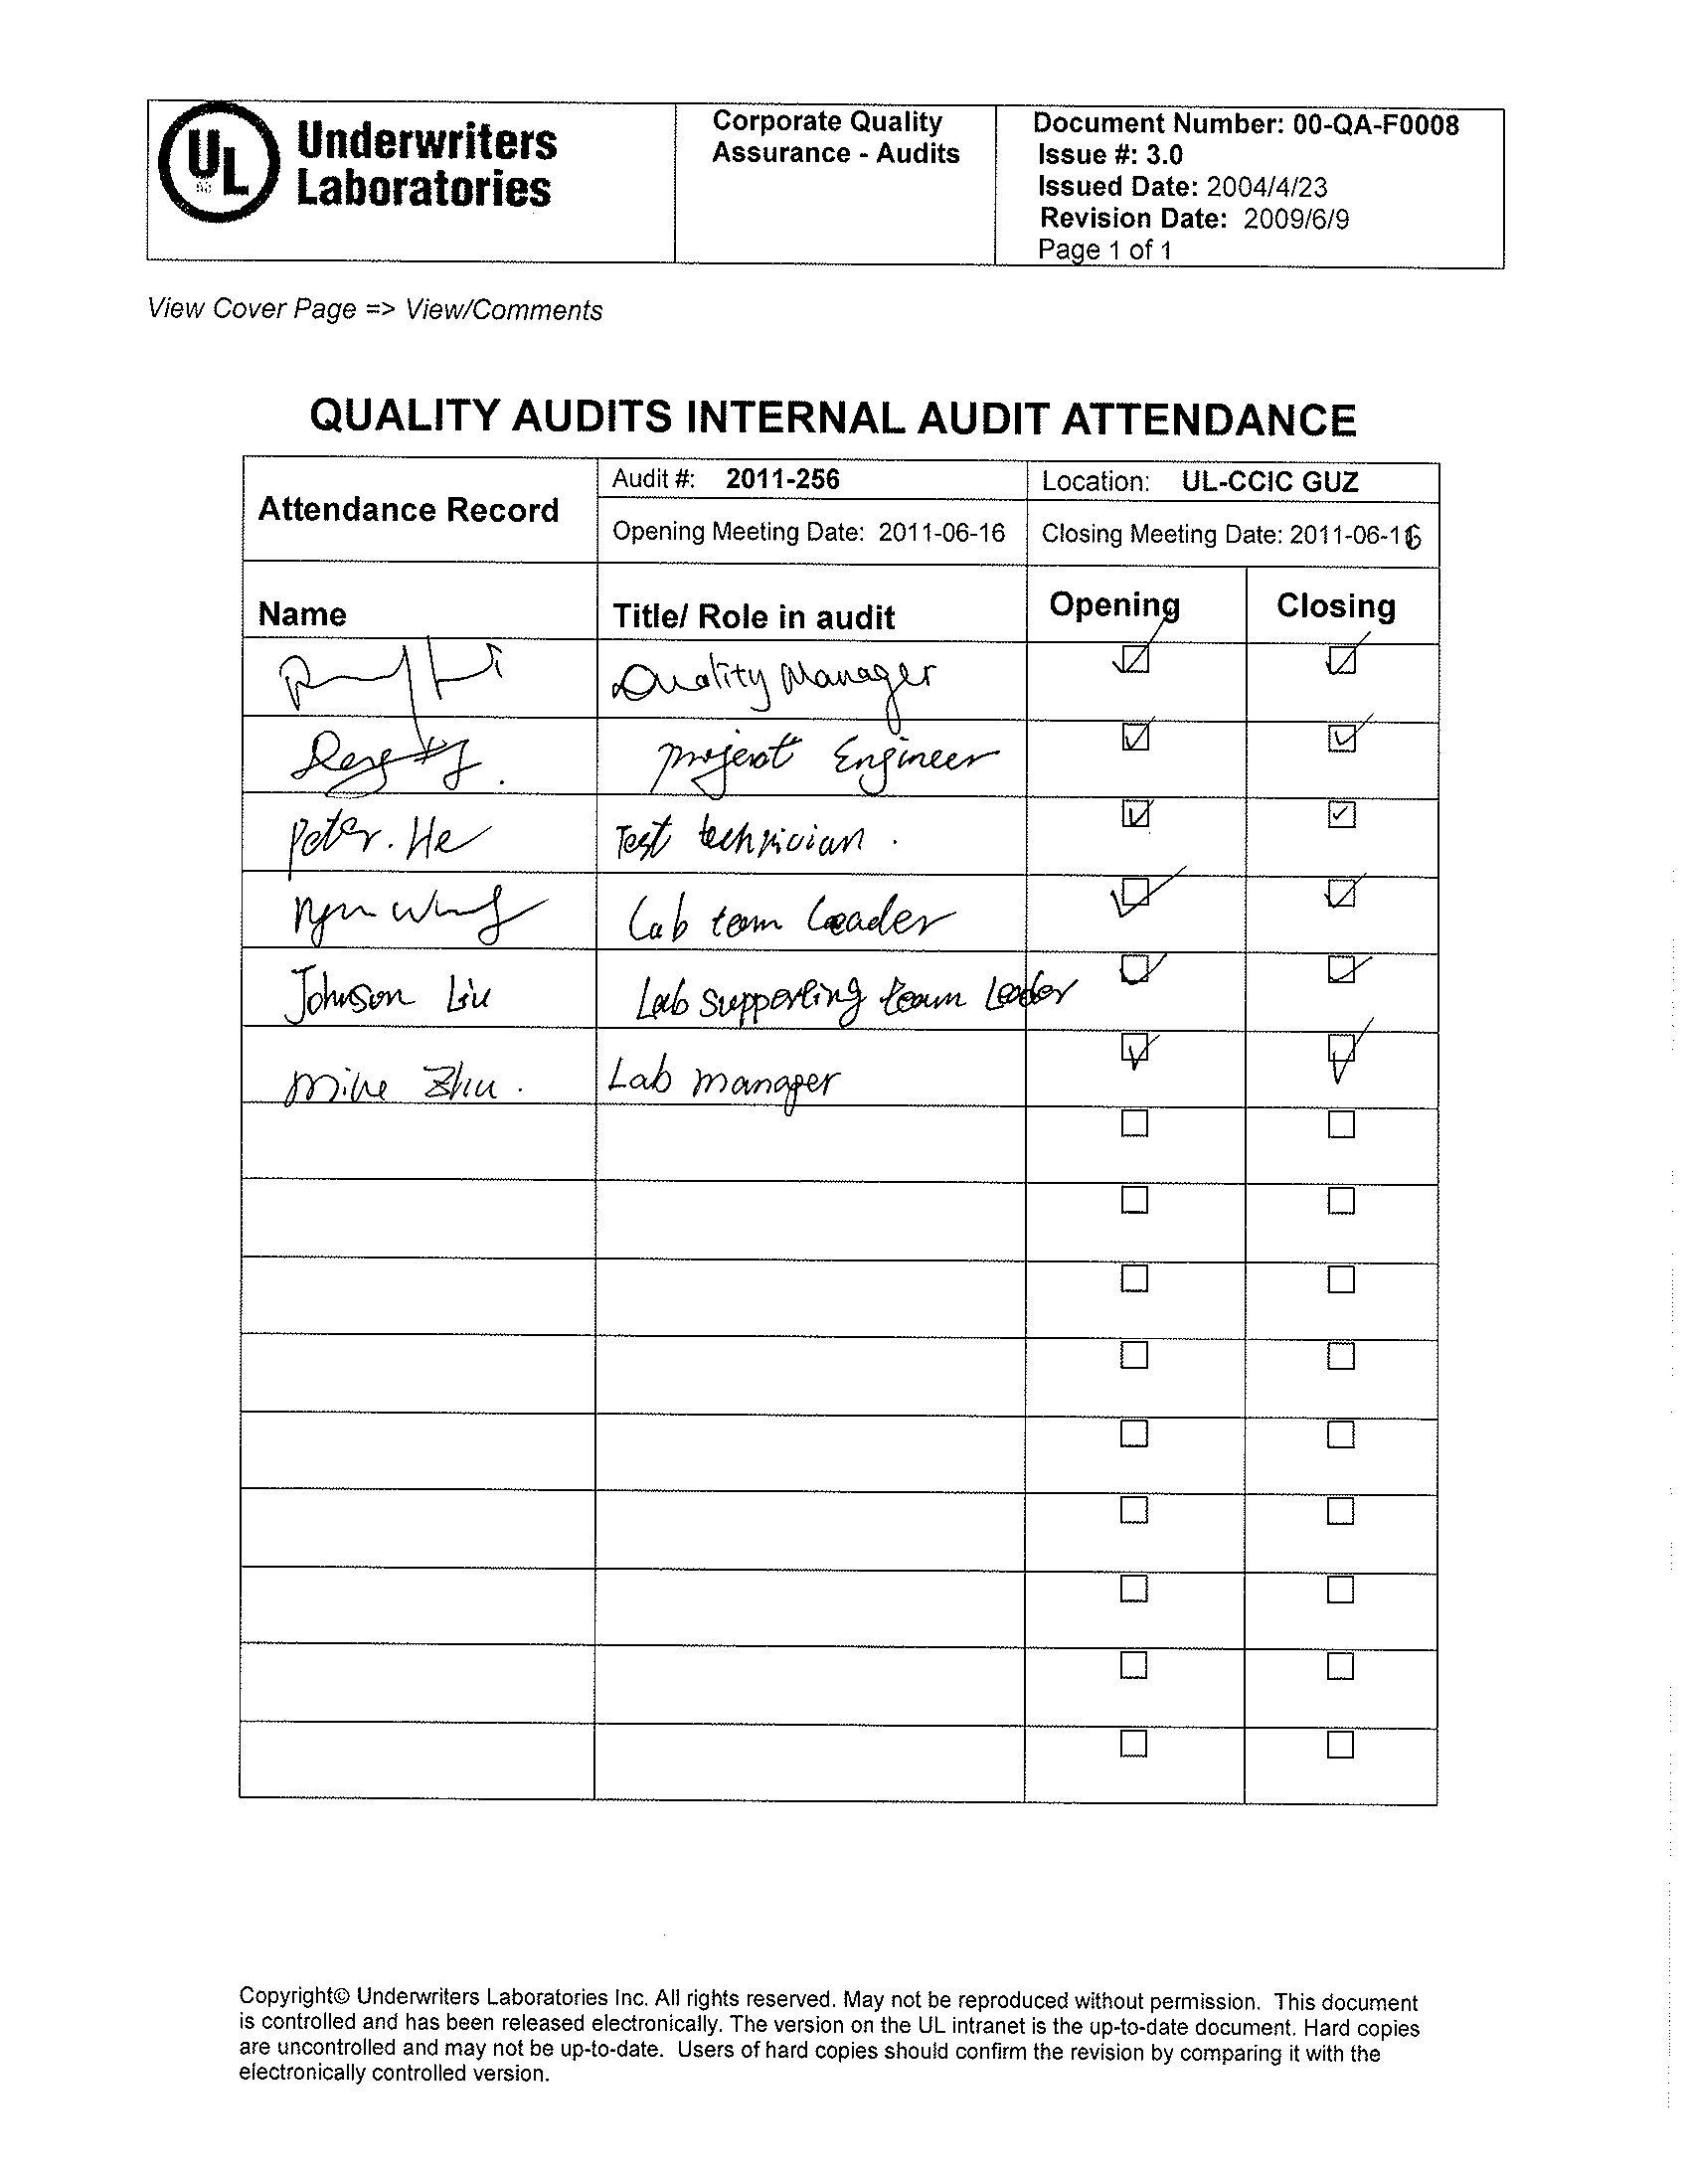 UL
Underwriters
Laboratories
Corporate Quality
Assurance - Audits
Document Number: 00-QA-F0008
Issue #: 3.0
Issued Date: 2004/4/23
Revision Date: 2009/6/9
Page 1 of 1
View Cover Page => View/Comments
QUALITY AUDITS INTERNAL AUDIT ATTENDANCE
Attendance Record
Audit #: 2011-256
Location: UL-CCIC GUZ
Opening Meeting Date: 2011-06-16
Closing Meeting Date: 2011-06-16
Name
Title/ Role in audit
Opening
Closing
Quality Manager
project Engineer
Peter. He
Test technician.
Lab team Leader
Johnson Liu
Lab supporting team Leader
Mike Zhu.
Lab manager
Copyright© Underwriters Laboratories Inc. All rights reserved. May not be reproduced without permission. This document
is controlled and has been released electronically. The version on the UL intranet is the up-to-date document. Hard copies
are uncontrolled and may not be up-to-date. Users of hard copies should confirm the revision by comparing it with the
electronically controlled version.